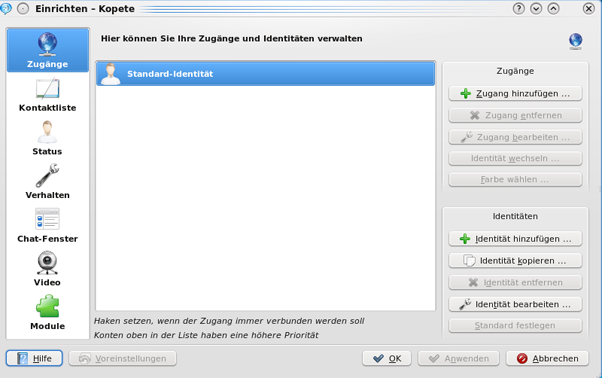 Einrichten – Kopete
Hier können Sie Ihre Zugänge und Identitäten verwalten
Zugänge
Kontaktliste
Status
Verhalten
Chat-Fenster
Video
Module
Standard-Identität
Haken setzen, wenn der Zugang immer verbunden werden soll
Konten oben in der Liste haben eine höhere Priorität
Zugänge
Zugang hinzufügen ...
Zugang entfernen
Zugang bearbeiten ...
Identität wechseln ...
Farbe wählen ...
Identitäten
Identität hinzufügen ...
Identität kopieren ...
Identität entfernen
Identität bearbeiten ...
Standard festlegen
Hilfe
Voreinstellungen
OK
Anwenden
Abbrechen